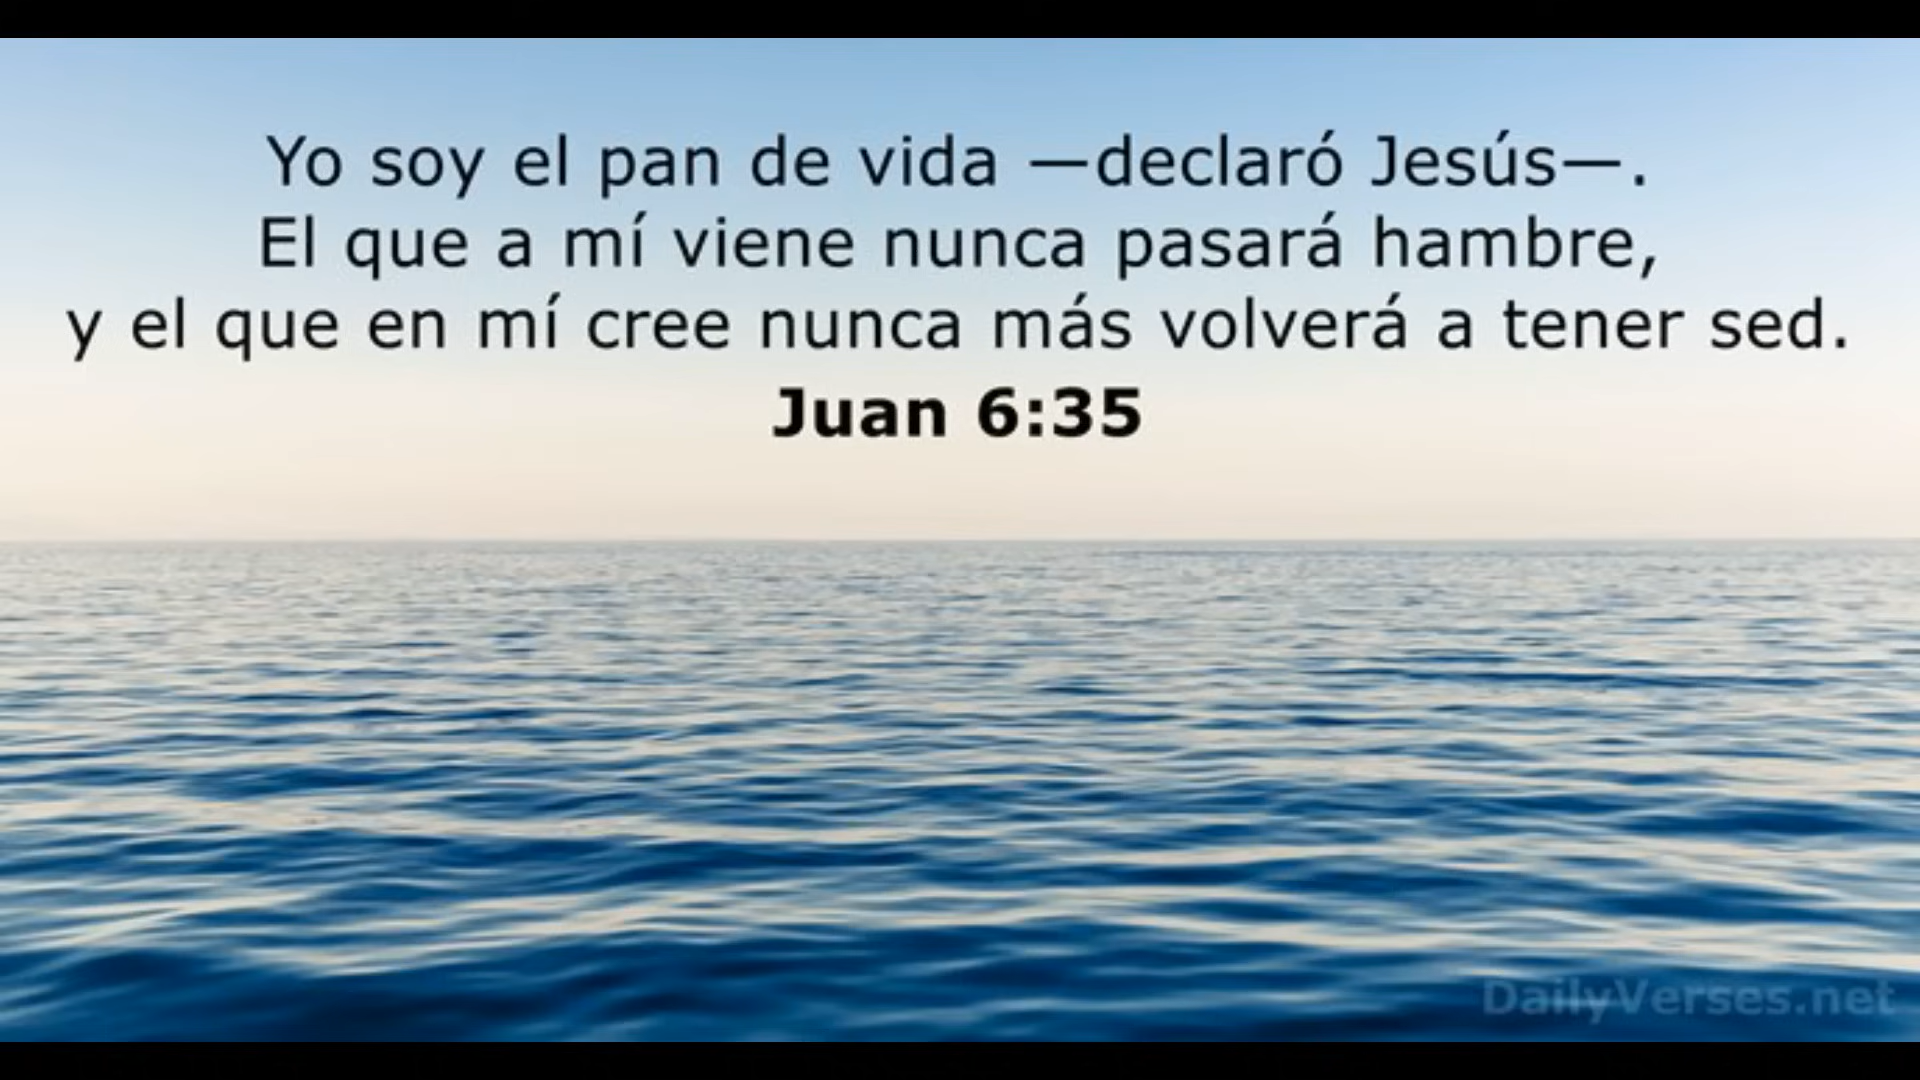 Yo soy el pan de vida —declaró Jesús—.
El que a mí viene nunca pasará hambre,
y el que en mí cree nunca más volverá a tener sed.
Juan 6:35
DailyVerses.net